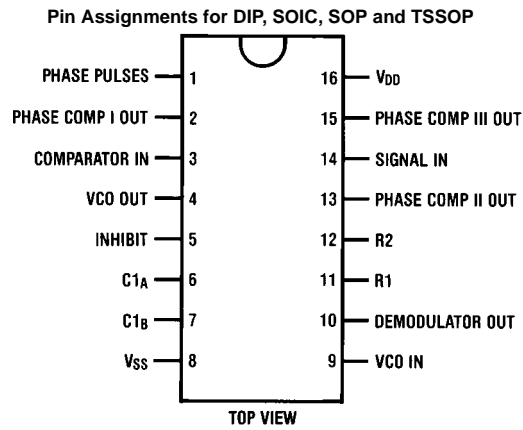 Pin Assignments for DIP, SOIC, SOP and TSSOP
PHASE PULSES 1 16 VDD
PHASE COMP I OUT 2 15 PHASE COMP III OUT
COMPARATOR IN 3 14 SIGNAL IN
VCO OUT 4 13 PHASE COMP II OUT
INHIBIT 5 12 R2
C1A 6 11 R1
C1B 7 10 DEMODULATOR OUT
VSS 8 9 VCO IN
TOP VIEW